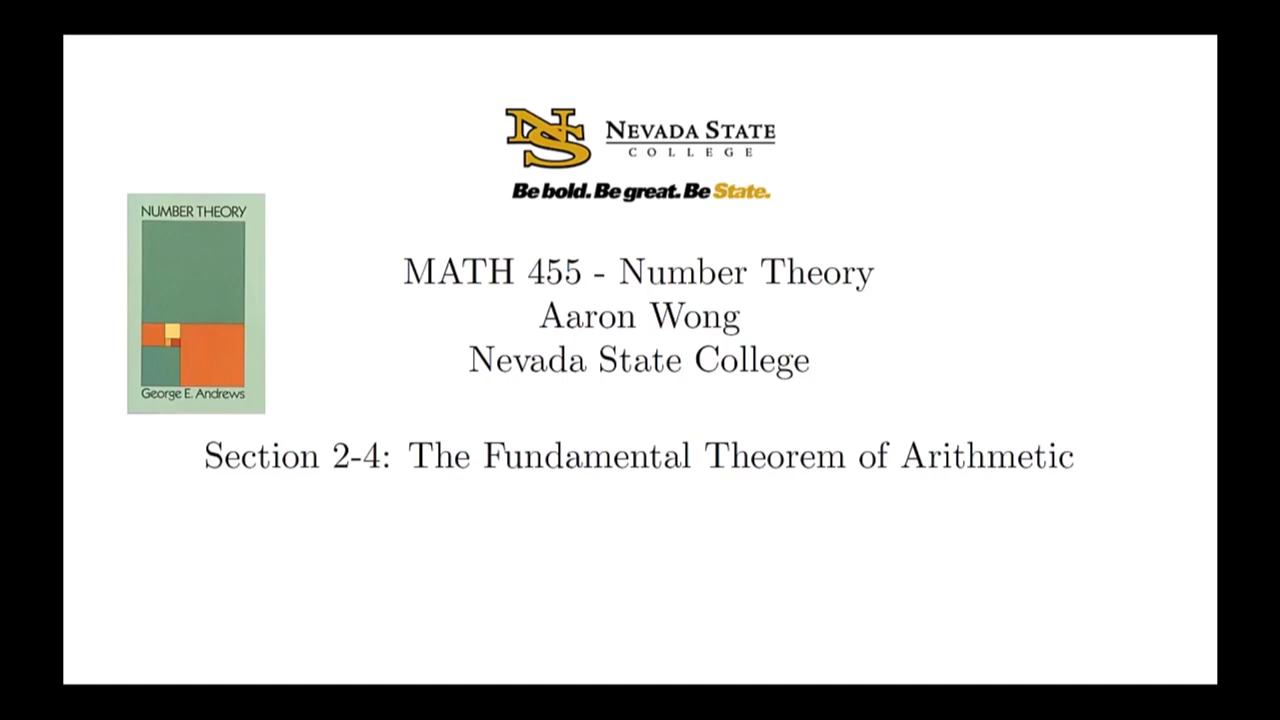 NS
NEVADA STATE
COLLEGE
Be bold. Be great. Be State.
NUMBER THEORY
George E. Andrews
MATH 455 - Number Theory
Aaron Wong
Nevada State College
Section 2-4: The Fundamental Theorem of Arithmetic